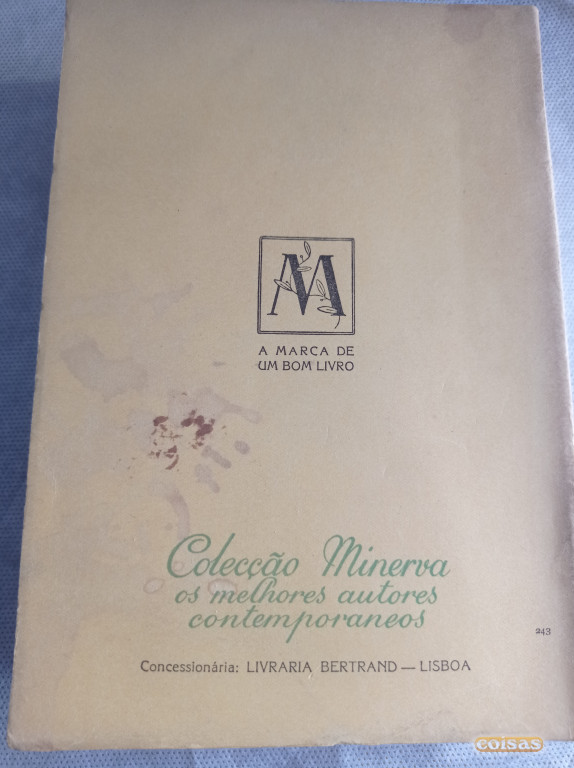 M
A MARCA DE
UM BOM LIVRO
Colecção Minerva
os melhores autores
contemporaneos
243
Concessionária: LIVRARIA BERTRAND — LISBOA
coisas